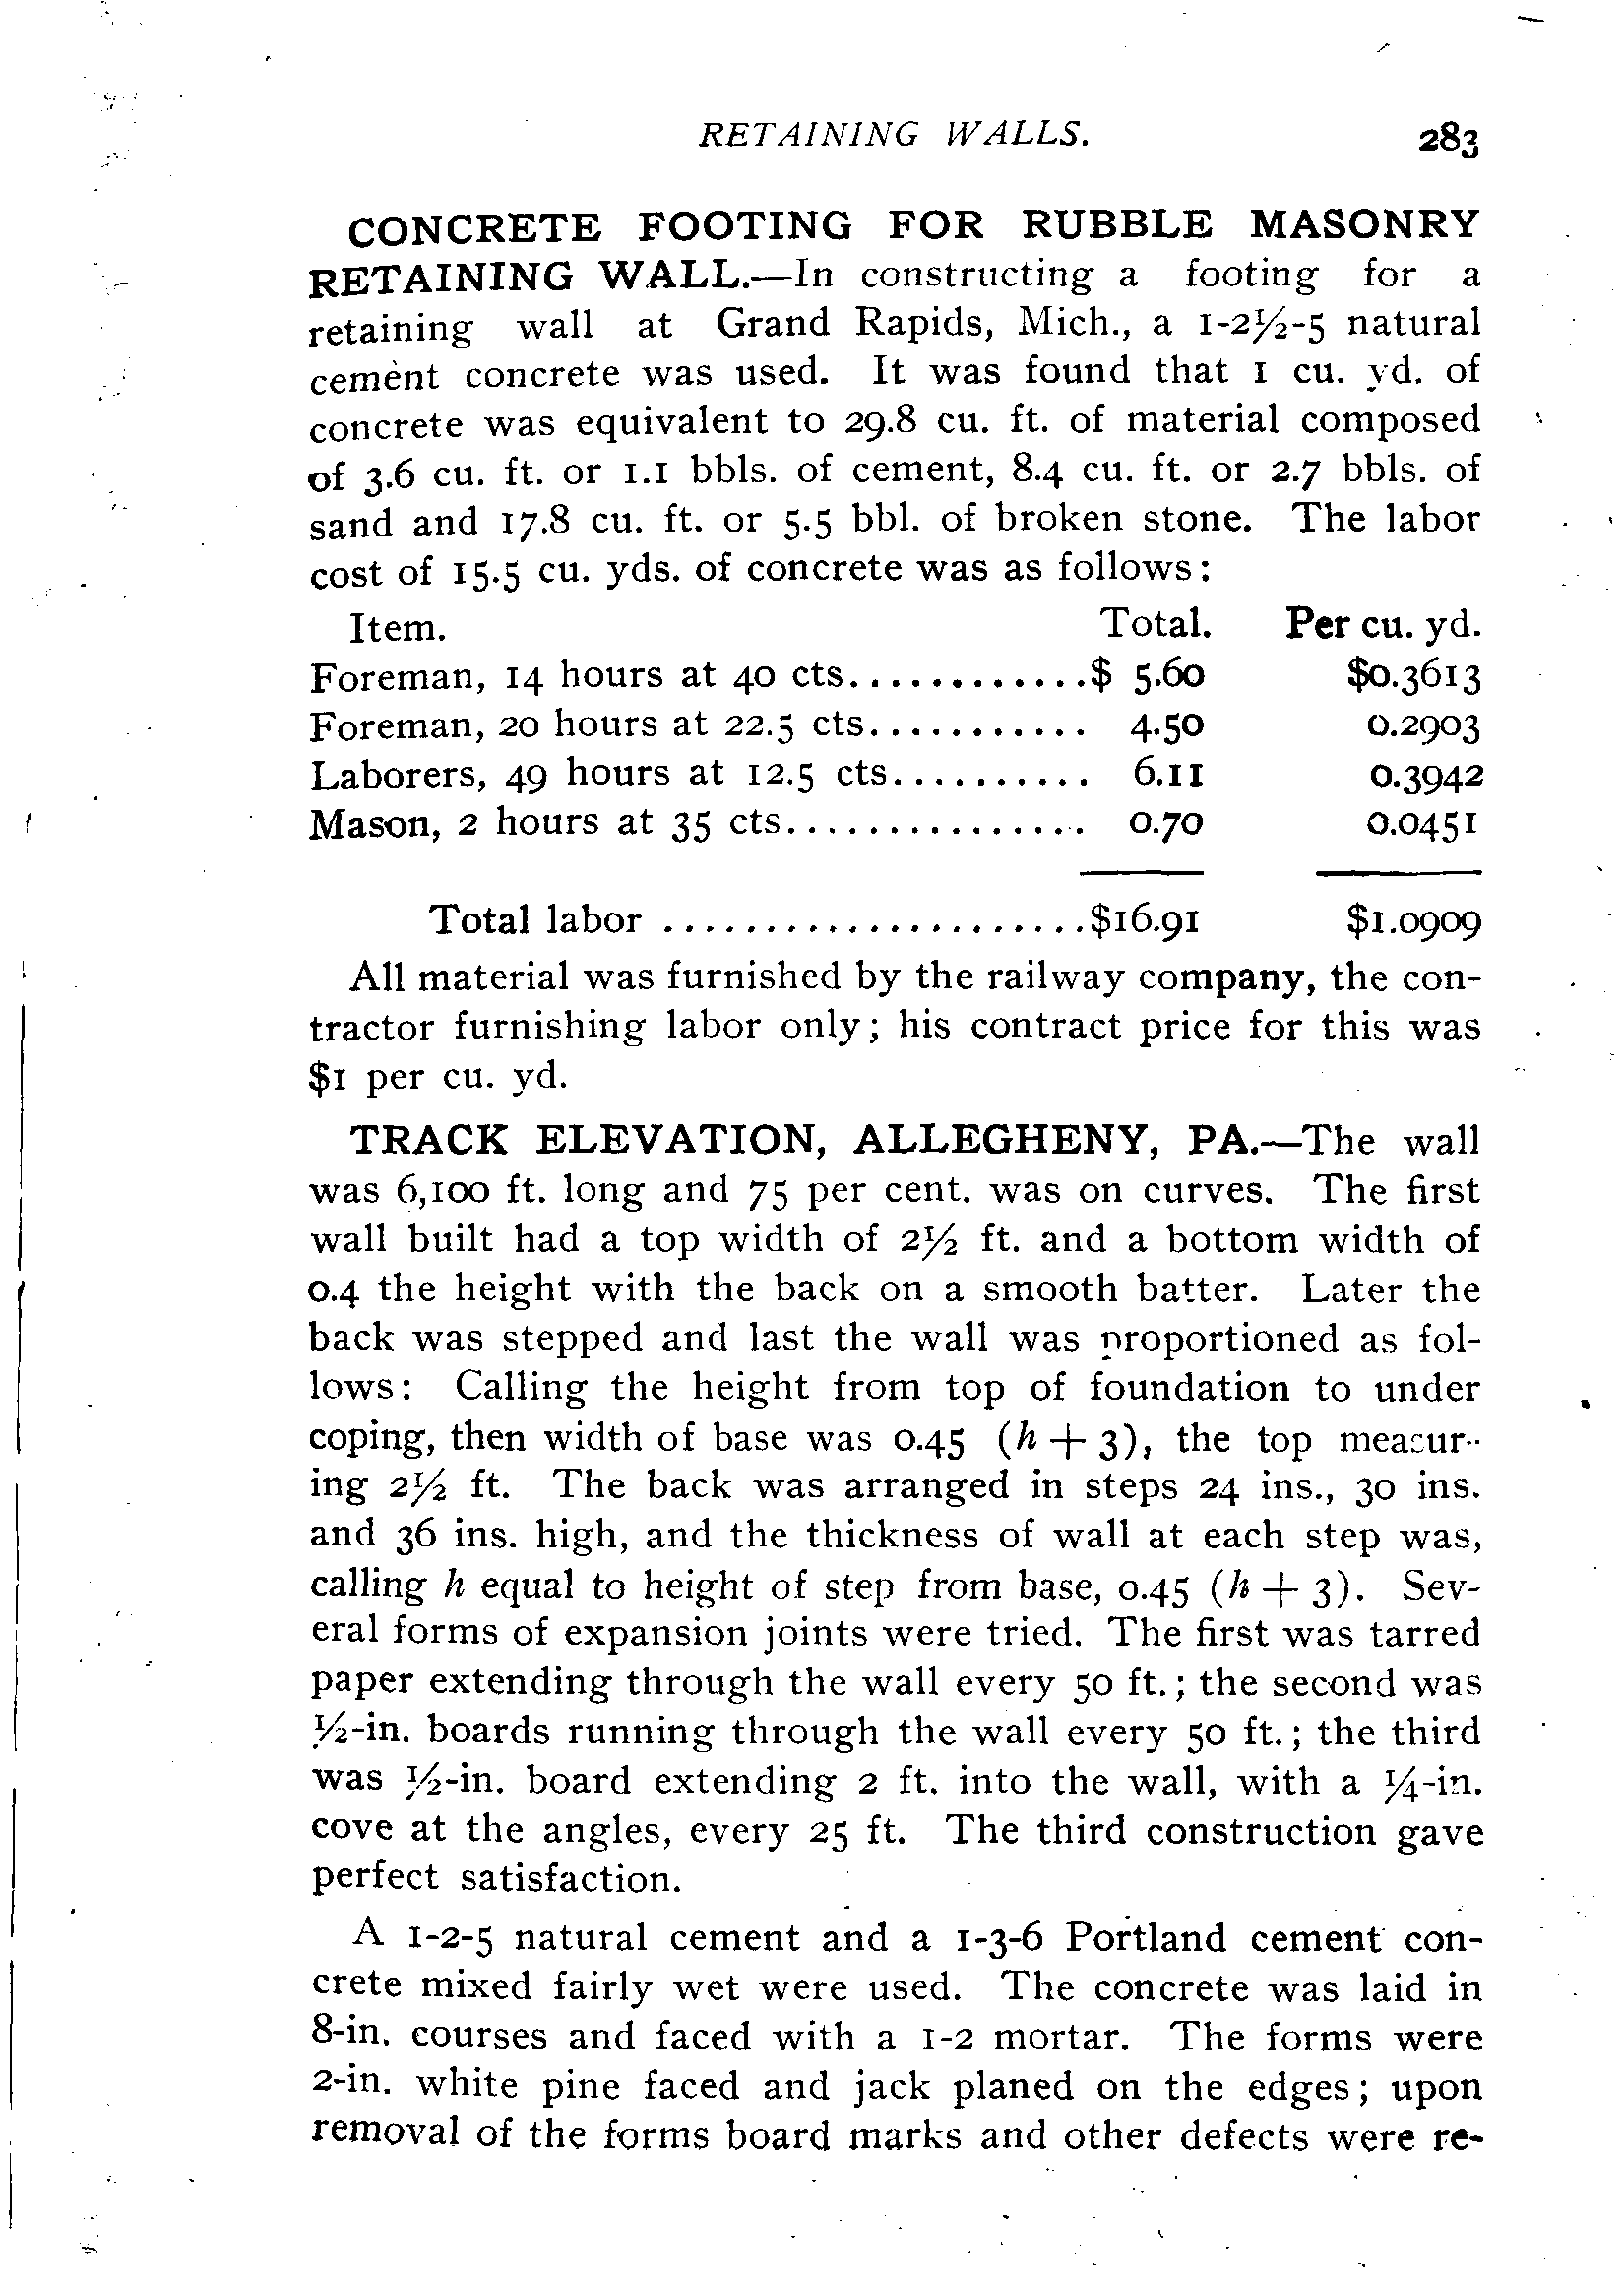 RETAINING WALLS. 283
CONCRETE FOOTING FOR RUBBLE MASONRY
RETAINING WALL.—In constructing a footing for a
retaining wall at Grand Rapids, Mich., a 1-2½-5 natural
cement concrete was used. It was found that 1 cu. yd. of
concrete was equivalent to 29.8 cu. ft. of material composed
of 3.6 cu. ft. or 1.1 bbls. of cement, 8.4 cu. ft. or 2.7 bbls. of
sand and 17.8 cu. ft. or 5.5 bbl. of broken stone. The labor
cost of 15.5 cu. yds. of concrete was as follows:
Item. Total. Per cu. yd.
Foreman, 14 hours at 40 cts.............$ 5.60 $0.3613
Foreman, 20 hours at 22.5 cts........... 4.50 0.2903
Laborers, 49 hours at 12.5 cts.......... 6.11 0.3942
Mason, 2 hours at 35 cts................ 0.70 0.0451
Total labor .....................$16.91 $1.0909
All material was furnished by the railway company, the con-
tractor furnishing labor only; his contract price for this was
$1 per cu. yd.
TRACK ELEVATION, ALLEGHENY, PA.—The wall
was 6,100 ft. long and 75 per cent. was on curves. The first
wall built had a top width of 2½ ft. and a bottom width of
0.4 the height with the back on a smooth batter. Later the
back was stepped and last the wall was proportioned as fol-
lows: Calling the height from top of foundation to under
coping, then width of base was 0.45 (h + 3), the top measur-
ing 2½ ft. The back was arranged in steps 24 ins., 30 ins.
and 36 ins. high, and the thickness of wall at each step was,
calling h equal to height of step from base, 0.45 (h + 3). Sev-
eral forms of expansion joints were tried. The first was tarred
paper extending through the wall every 50 ft.; the second was
½-in. boards running through the wall every 50 ft.; the third
was ½-in. board extending 2 ft. into the wall, with a ¼-in.
cove at the angles, every 25 ft. The third construction gave
perfect satisfaction.
A 1-2-5 natural cement and a 1-3-6 Portland cement con-
crete mixed fairly wet were used. The concrete was laid in
8-in. courses and faced with a 1-2 mortar. The forms were
2-in. white pine faced and jack planed on the edges; upon
removal of the forms board marks and other defects were re-